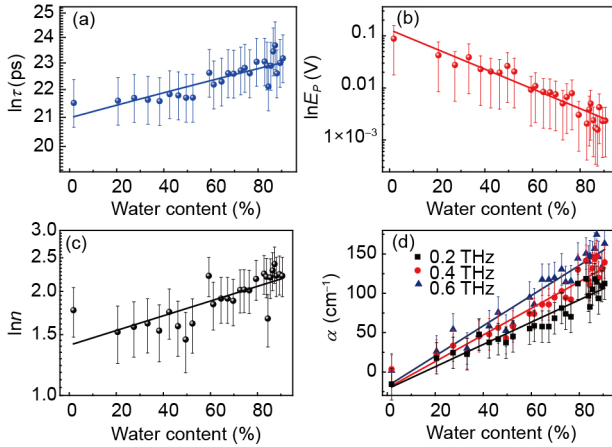 (a)
23
22
21
20
lnτ (ps)
0 20 40 60 80
Water content (%)
(b)
0.1
0.01
1×10⁻³
lnE_P (V)
0 20 40 60 80
Water content (%)
(c)
3.0
2.5
2.0
1.5
1.0
lnn
0 20 40 60 80
Water content (%)
(d)
0.2 THz
0.4 THz
0.6 THz
150
100
50
0
α (cm⁻¹)
0 20 40 60 80
Water content (%)